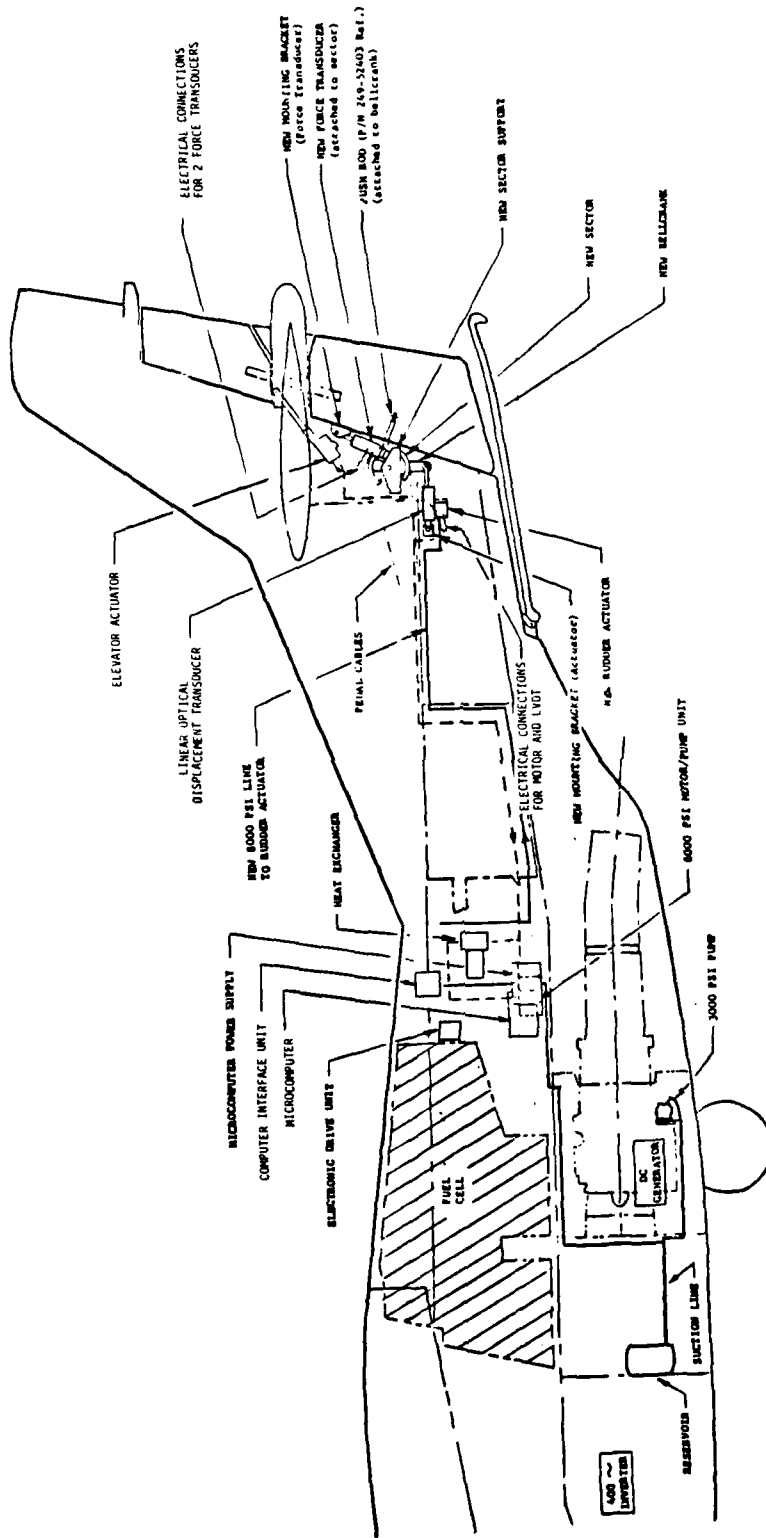 ELECTRICAL CONNECTIONS
FOR 2 FORCE TRANSDUCERS
NEW MOUNTING BRACKET
(Force Transducer)
NEW FORCE TRANSDUCER
(attached to sector)
PUSH ROD (P/N 249-52403 Ref.)
(attached to bellcrank)
NEW SECTOR SUPPORT
NEW SECTOR
NEW BELLCRANK
ELEVATOR ACTUATOR
LINEAR OPTICAL
DISPLACEMENT TRANSDUCER
NEW 8000 PSI LINE
TO RUDDER ACTUATOR
PEDAL CABLES
HEAT EXCHANGER
MICROCOMPUTER POWER SUPPLY
COMPUTER INTERFACE UNIT
MICROCOMPUTER
ELECTRONIC DRIVE UNIT
FUEL
CELL
RUDDER ACTUATOR
NEW MOUNTING BRACKET (Actuator)
ELECTRICAL CONNECTIONS
FOR MOTOR AND LVDT
8000 PSI MOTOR/PUMP UNIT
3000 PSI PUMP
DC
GENERATOR
SUCTION LINE
RESERVOIR
400 ~
INVERTER